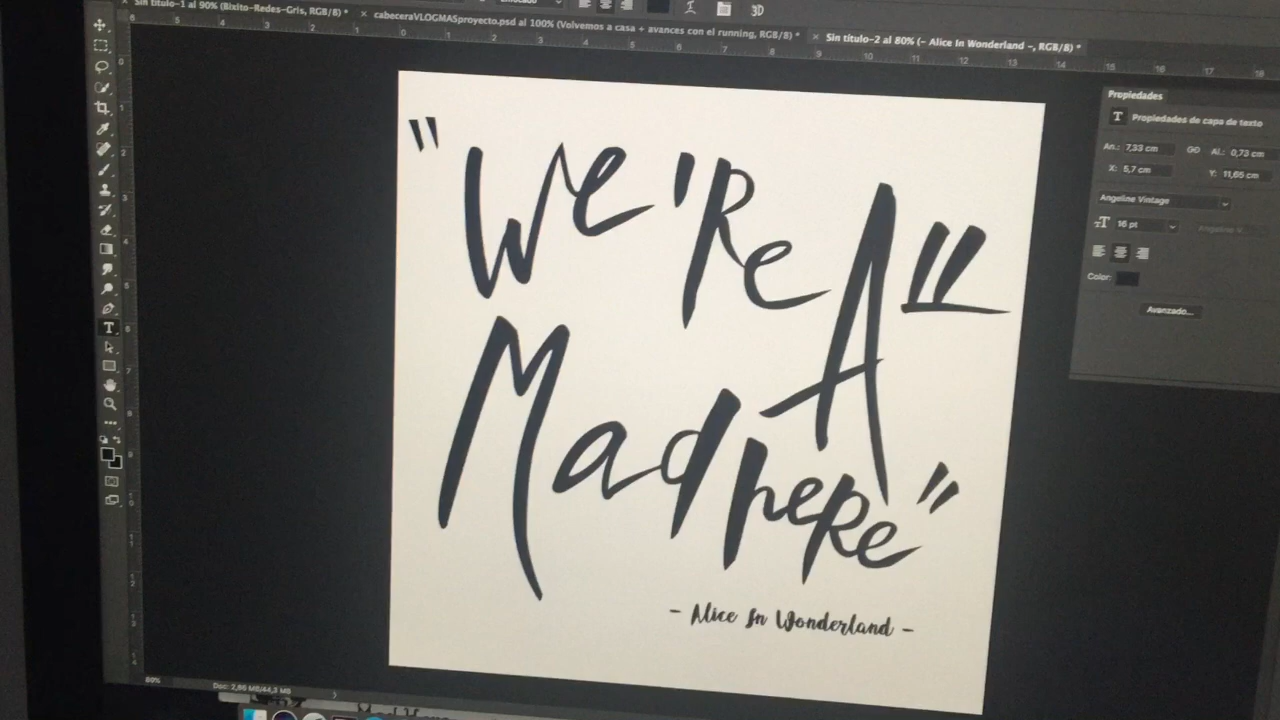 Sin título-1 al 90% (Bixito-Redes-Gris, RGB/8) *
cabeceraVLOGMASproyecto.psd al 100% (Volvemos a casa + avances con el running, RGB/8) *
Sin título-2 al 80% (- Alice In Wonderland -, RGB/8) *
3D
"We're All
Mad here"
- Alice In Wonderland -
Propiedades
Propiedades de capa de texto
An.: 7,33 cm
Al.: 0,73 cm
X: 5,7 cm
Y: 11,65 cm
Angeline Vintage
16 pt
Color:
Avanzado...
80%
Doc: 2,86 MB/44,3 MB